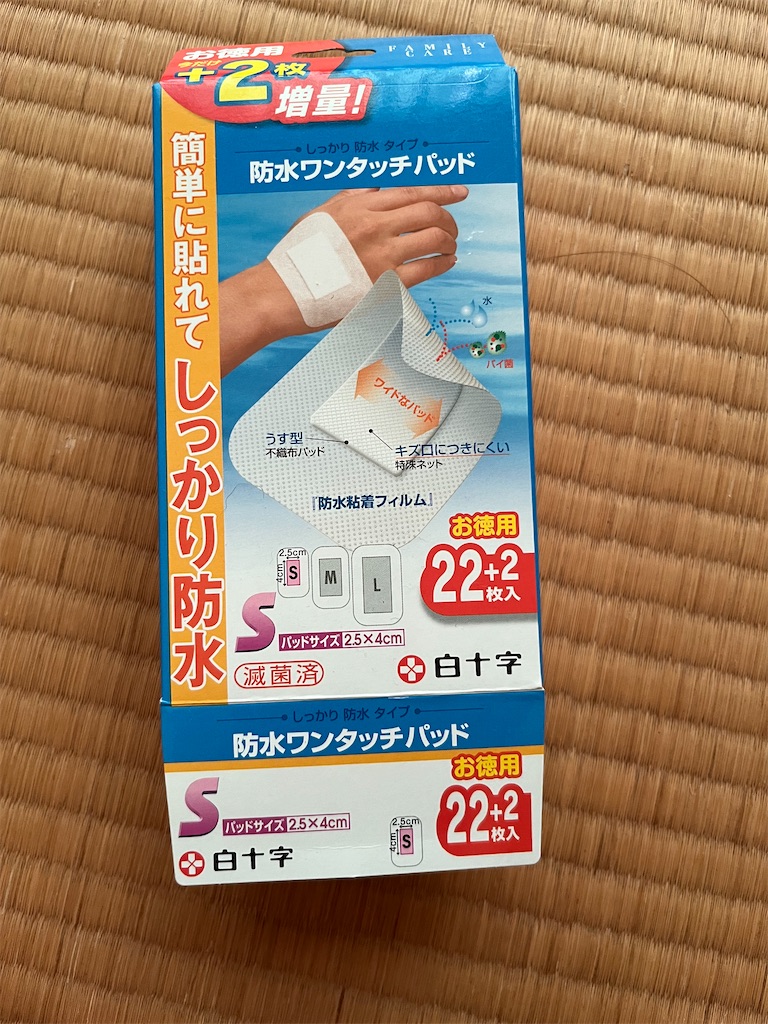 お徳用
今だけ
+2枚
増量!
FAMILY
CARE
しっかり 防水 タイプ
防水ワンタッチパッド
簡単に貼れて しっかり防水
水
バイ菌
ワイドなパッド
うす型
不織布パッド
キズ口につきにくい
特殊ネット
『防水粘着フィルム』
お徳用
22+2
枚入
2.5cm
4cm
S
M
L
S
パッドサイズ 2.5×4cm
滅菌済
白十字
しっかり 防水 タイプ
防水ワンタッチパッド
お徳用
22+2
枚入
S
パッドサイズ 2.5×4cm
2.5cm
4cm
S
白十字